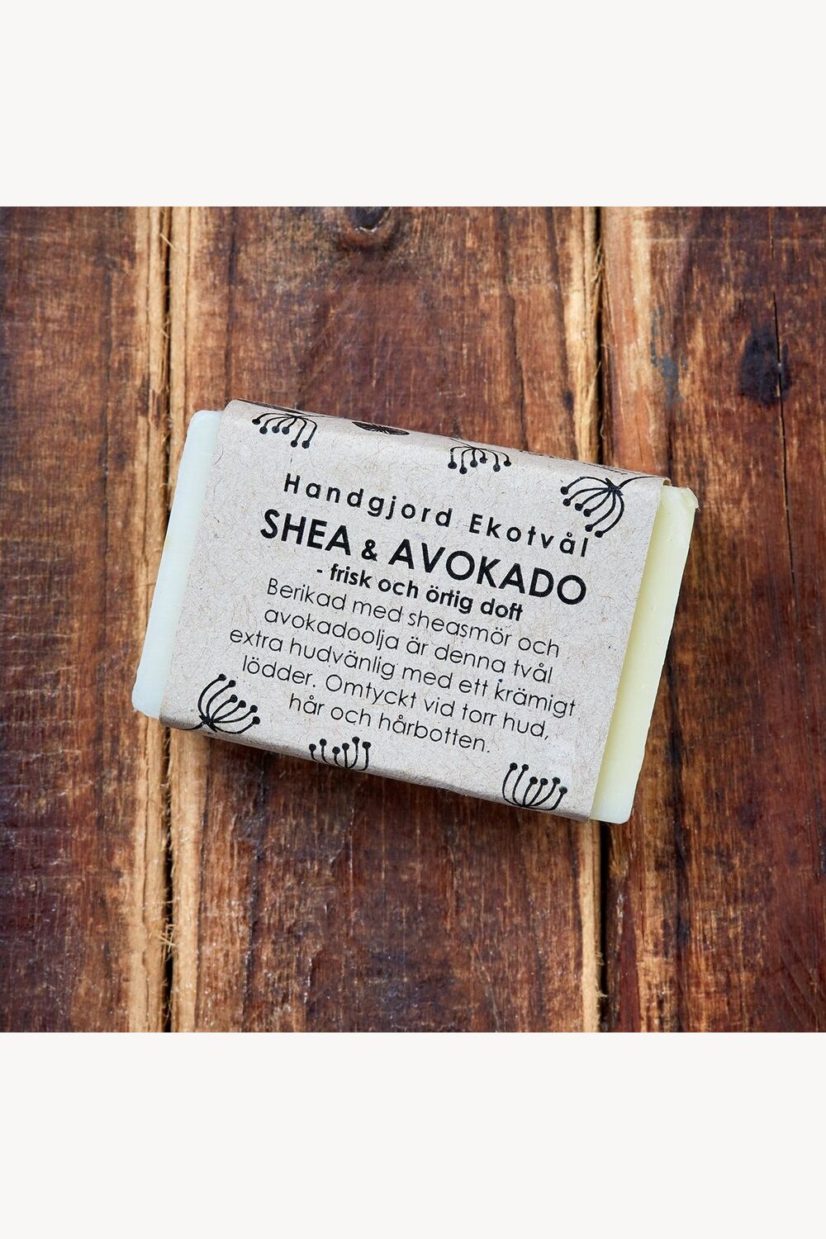 Handgjord Ekotvål
SHEA & AVOKADO
- frisk och örtig doft
Berikad med sheasmör och
avokadoolja är denna tvål
extra hudvänlig med ett krämigt
lödder. Omtyckt vid torr hud,
hår och hårbotten.